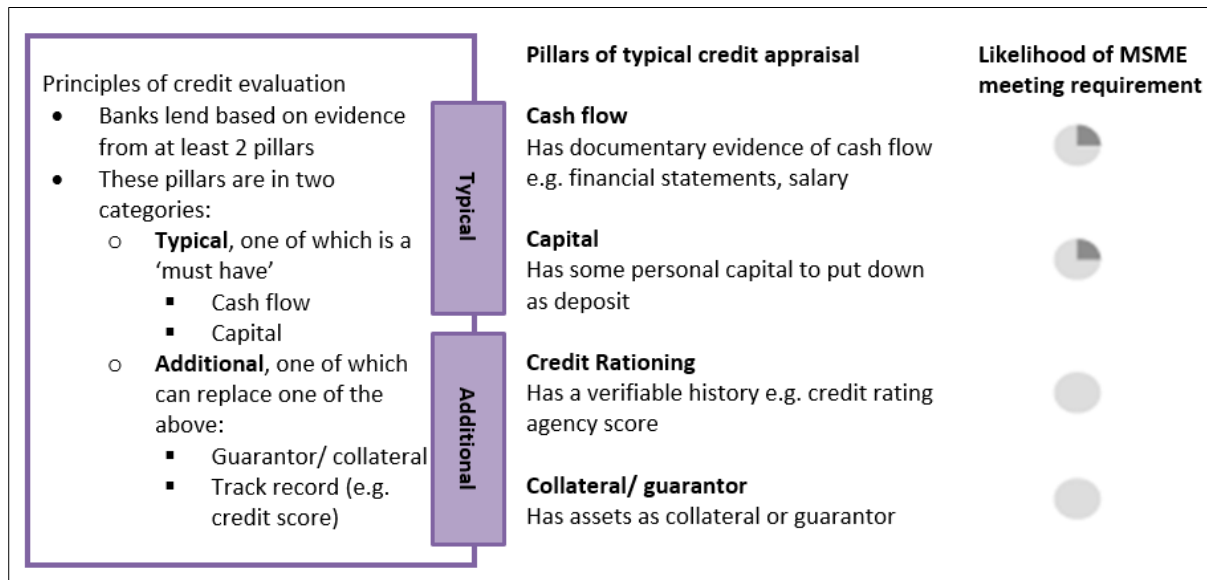 Principles of credit evaluation
• Banks lend based on evidence
from at least 2 pillars
• These pillars are in two
categories:
o Typical, one of which is a
‘must have’
▪ Cash flow
▪ Capital
o Additional, one of which
can replace one of the
above:
▪ Guarantor/ collateral
▪ Track record (e.g.
credit score)
Typical
Additional
Pillars of typical credit appraisal
Cash flow
Has documentary evidence of cash flow
e.g. financial statements, salary
Capital
Has some personal capital to put down
as deposit
Credit Rationing
Has a verifiable history e.g. credit rating
agency score
Collateral/ guarantor
Has assets as collateral or guarantor
Likelihood of MSME
meeting requirement